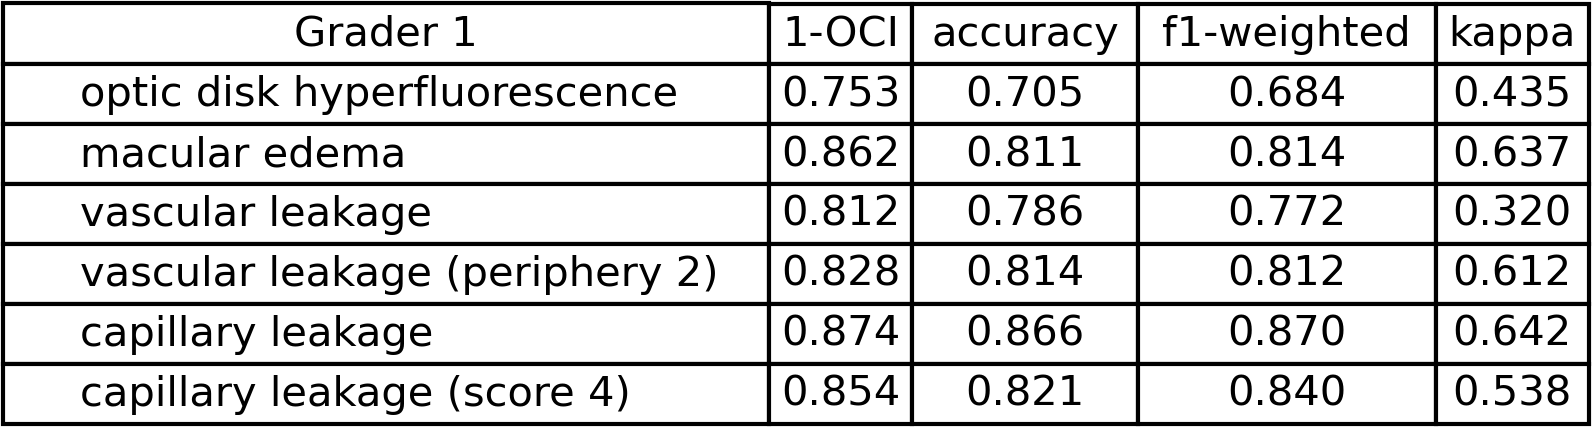 Grader 1 1-OCI accuracy f1-weighted kappa
optic disk hyperfluorescence 0.753 0.705 0.684 0.435
macular edema 0.862 0.811 0.814 0.637
vascular leakage 0.812 0.786 0.772 0.320
vascular leakage (periphery 2) 0.828 0.814 0.812 0.612
capillary leakage 0.874 0.866 0.870 0.642
capillary leakage (score 4) 0.854 0.821 0.840 0.538